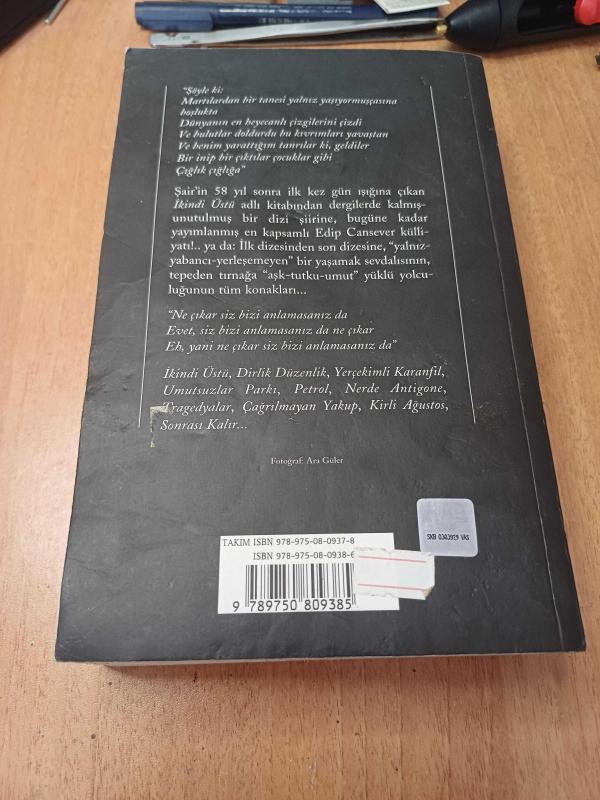 "Şöyle ki:
Martılardan bir tanesi yalnız yaşıyormuşçasına
boşlukta
Dünyanın en heyecanlı çizgilerini çizdi
Ve bulutlar doldurdu bu kıvrımları yavaştan
Ve benim yarattığım tanrılar ki, geldiler
Bir inip bir çıktılar çocuklar gibi
Çığlık çığlığa"
Şair'in 58 yıl sonra ilk kez gün ışığına çıkan
İkindi Üstü adlı kitabından dergilerde kalmış-
unutulmuş bir dizi şiirine, bugüne kadar
yayımlanmış en kapsamlı Edip Cansever külli-
yatı!.. ya da: İlk dizesinden son dizesine, "yalnız-
yabancı-yerleşemeyen" bir yaşamak sevdalısının,
tepeden tırnağa "aşk-tutku-umut" yüklü yolcu-
luğunun tüm konakları...
"Ne çıkar siz bizi anlamasanız da
Evet, siz bizi anlamasanız da ne çıkar
Eh, yani ne çıkar siz bizi anlamasanız da"
İkindi Üstü, Dirlik Düzenlik, Yerçekimli Karanfil,
Umutsuzlar Parkı, Petrol, Nerde Antigone,
Tragedyalar, Çağrılmayan Yakup, Kirli Ağustos,
Sonrası Kalır...
Fotoğraf: Ara Güler
TAKIM ISBN 978-975-08-0937-8
ISBN 978-975-08-0938-6
9 789750 809385